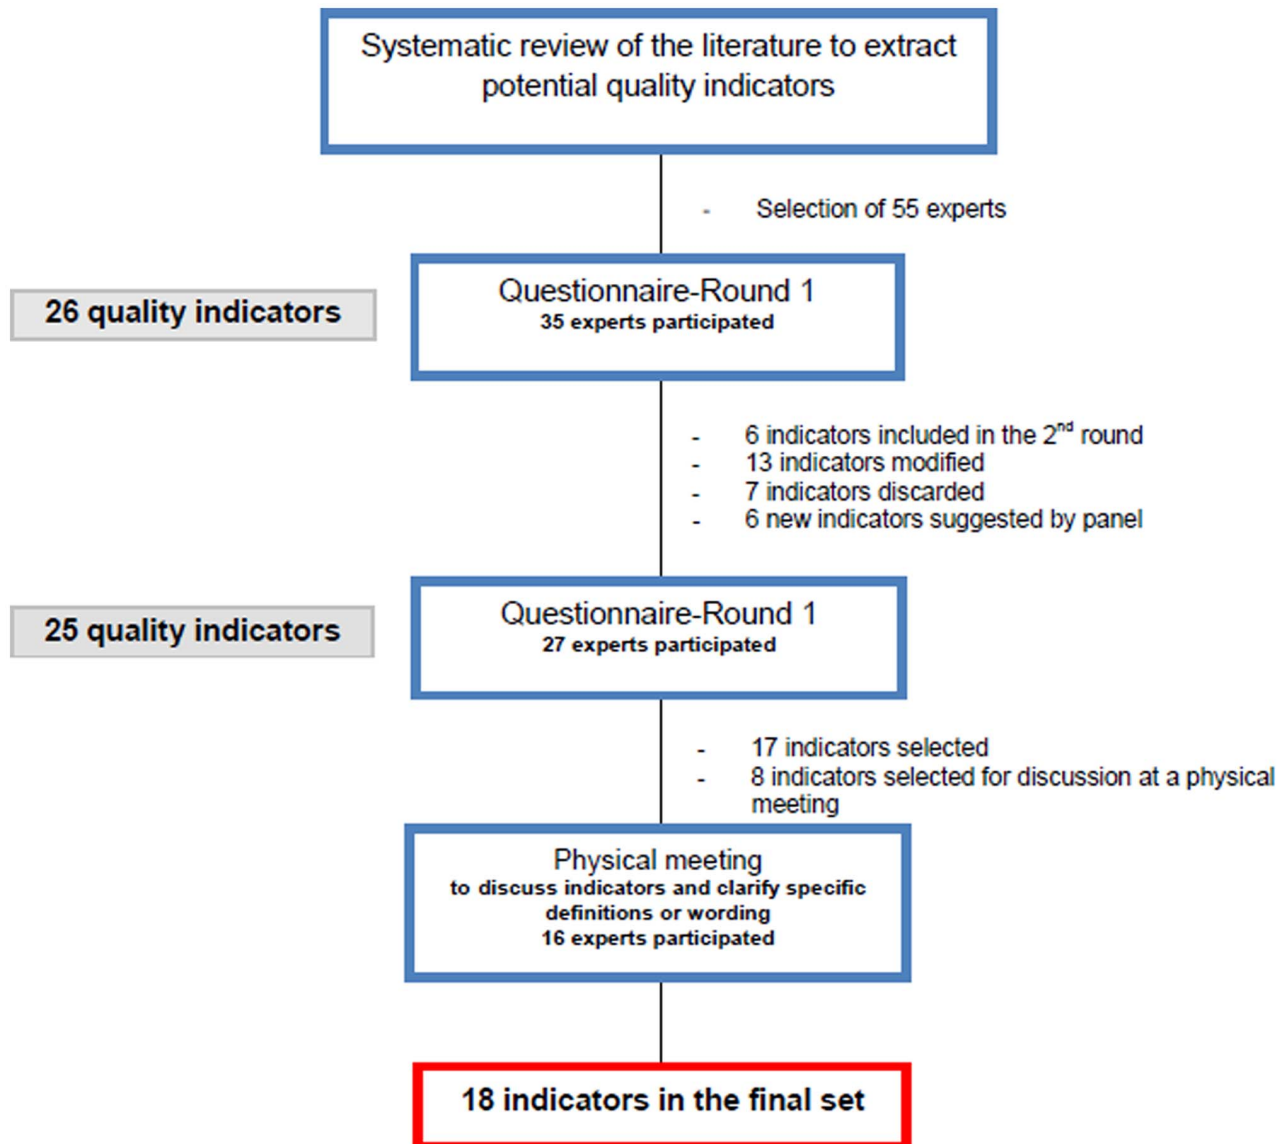 Systematic review of the literature to extract
potential quality indicators
- Selection of 55 experts
26 quality indicators
Questionnaire-Round 1
35 experts participated
- 6 indicators included in the 2nd round
- 13 indicators modified
- 7 indicators discarded
- 6 new indicators suggested by panel
25 quality indicators
Questionnaire-Round 1
27 experts participated
- 17 indicators selected
- 8 indicators selected for discussion at a physical
meeting
Physical meeting
to discuss indicators and clarify specific
definitions or wording
16 experts participated
18 indicators in the final set